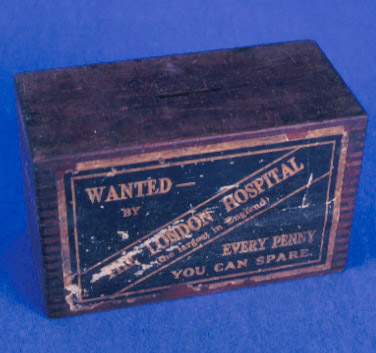 WANTED—
BY
THE LONDON HOSPITAL
(the largest in England)
EVERY PENNY
YOU CAN SPARE.